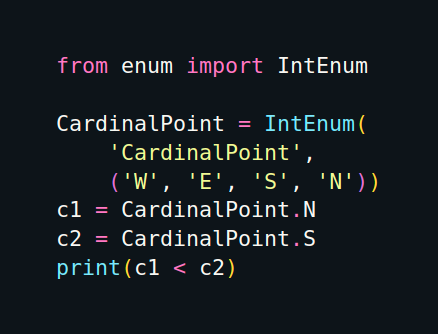 from enum import IntEnum

CardinalPoint = IntEnum(
    'CardinalPoint',
    ('W', 'E', 'S', 'N'))
c1 = CardinalPoint.N
c2 = CardinalPoint.S
print(c1 < c2)